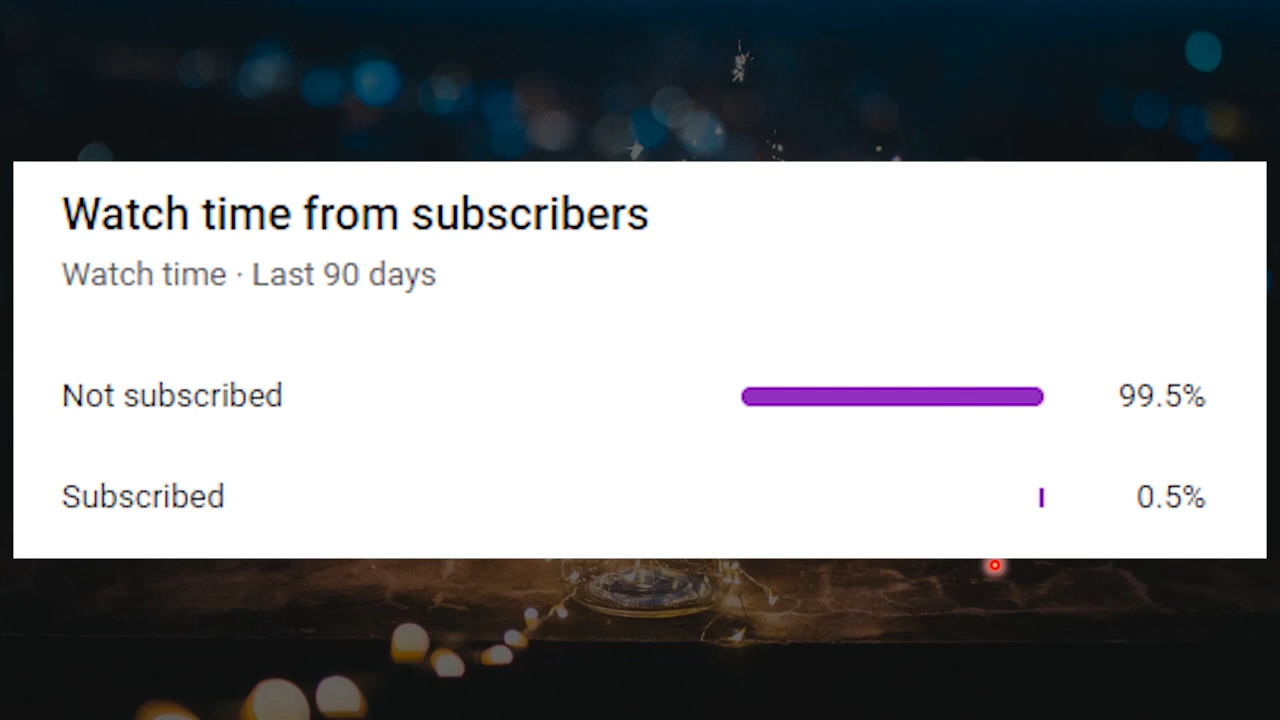 Watch time from subscribers
Watch time · Last 90 days
Not subscribed 99.5%
Subscribed 0.5%